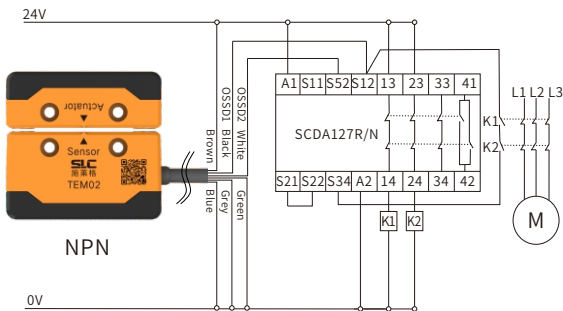 24V
Actuator
Sensor
SLC
施莱格
TEM02
NPN
Brown
OSSD1 Black
OSSD2 White
Blue
Grey
Green
A1 S11 S52 S12 13 23 33 41
SCDA127R/N
S21 S22 S34 A2 14 24 34 42
K1 K2
K1
K2
L1 L2 L3
M
0V